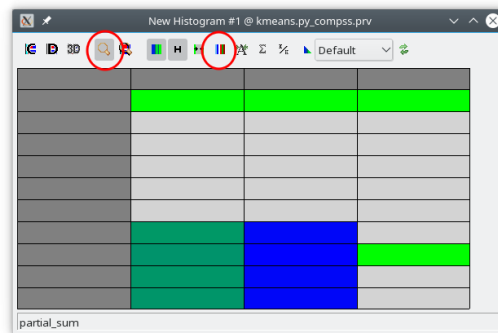 New Histogram #1 @ kmeans.py_compss.prv
3D H Σ Default
partial_sum